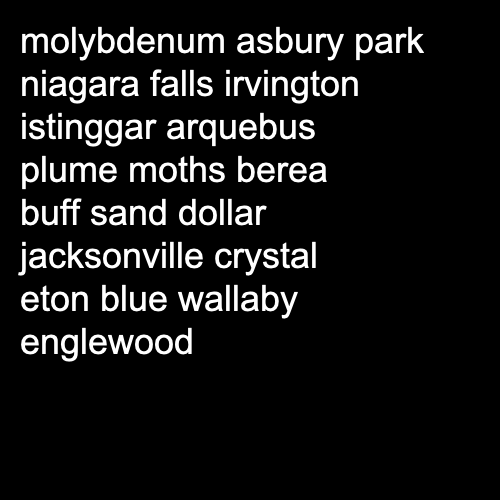 molybdenum asbury park
niagara falls irvington
istinggar arquebus
plume moths berea
buff sand dollar
jacksonville crystal
eton blue wallaby
englewood